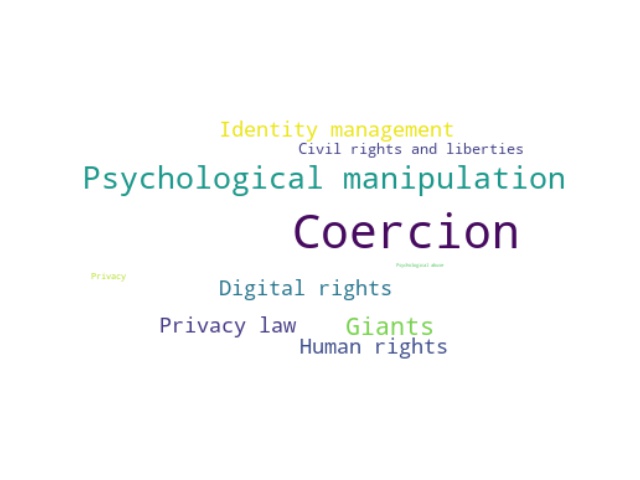 Identity management
Civil rights and liberties
Psychological manipulation
Coercion
Psychological abuse
Privacy
Digital rights
Privacy law
Giants
Human rights